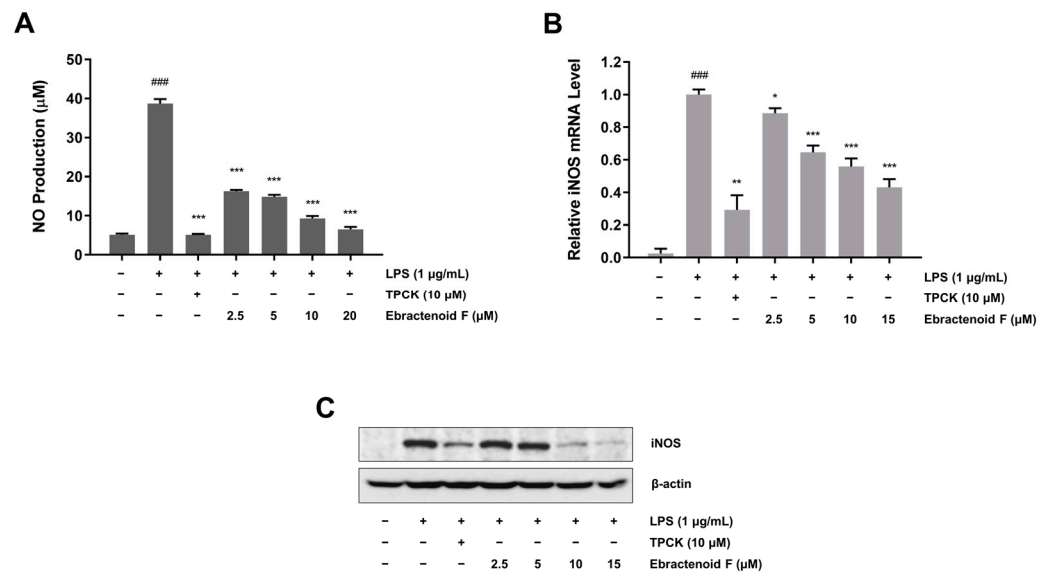 A
NO Production (μM)
50
40
30
20
10
0
###
***
***
***
***
***
– + + + + + + LPS (1 μg/mL)
– – + – – – – TPCK (10 μM)
– – – 2.5 5 10 20 Ebractenoid F (μM)
B
Relative iNOS mRNA Level
1.2
1.0
0.8
0.6
0.4
0.2
0.0
###
**
*
***
***
***
– + + + + + + LPS (1 μg/mL)
– – + – – – – TPCK (10 μM)
– – – 2.5 5 10 15 Ebractenoid F (μM)
C
iNOS
β-actin
– + + + + + + LPS (1 μg/mL)
– – + – – – – TPCK (10 μM)
– – – 2.5 5 10 15 Ebractenoid F (μM)